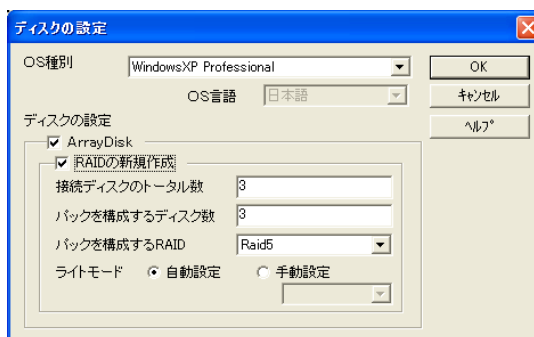 ディスクの設定
OS種別 WindowsXP Professional OK
OS言語 日本語 キャンセル
ディスクの設定 ヘルプ
ArrayDisk
RAIDの新規作成
接続ディスクのトータル数 3
パックを構成するディスク数 3
パックを構成するRAID Raid5
ライトモード 自動設定 手動設定